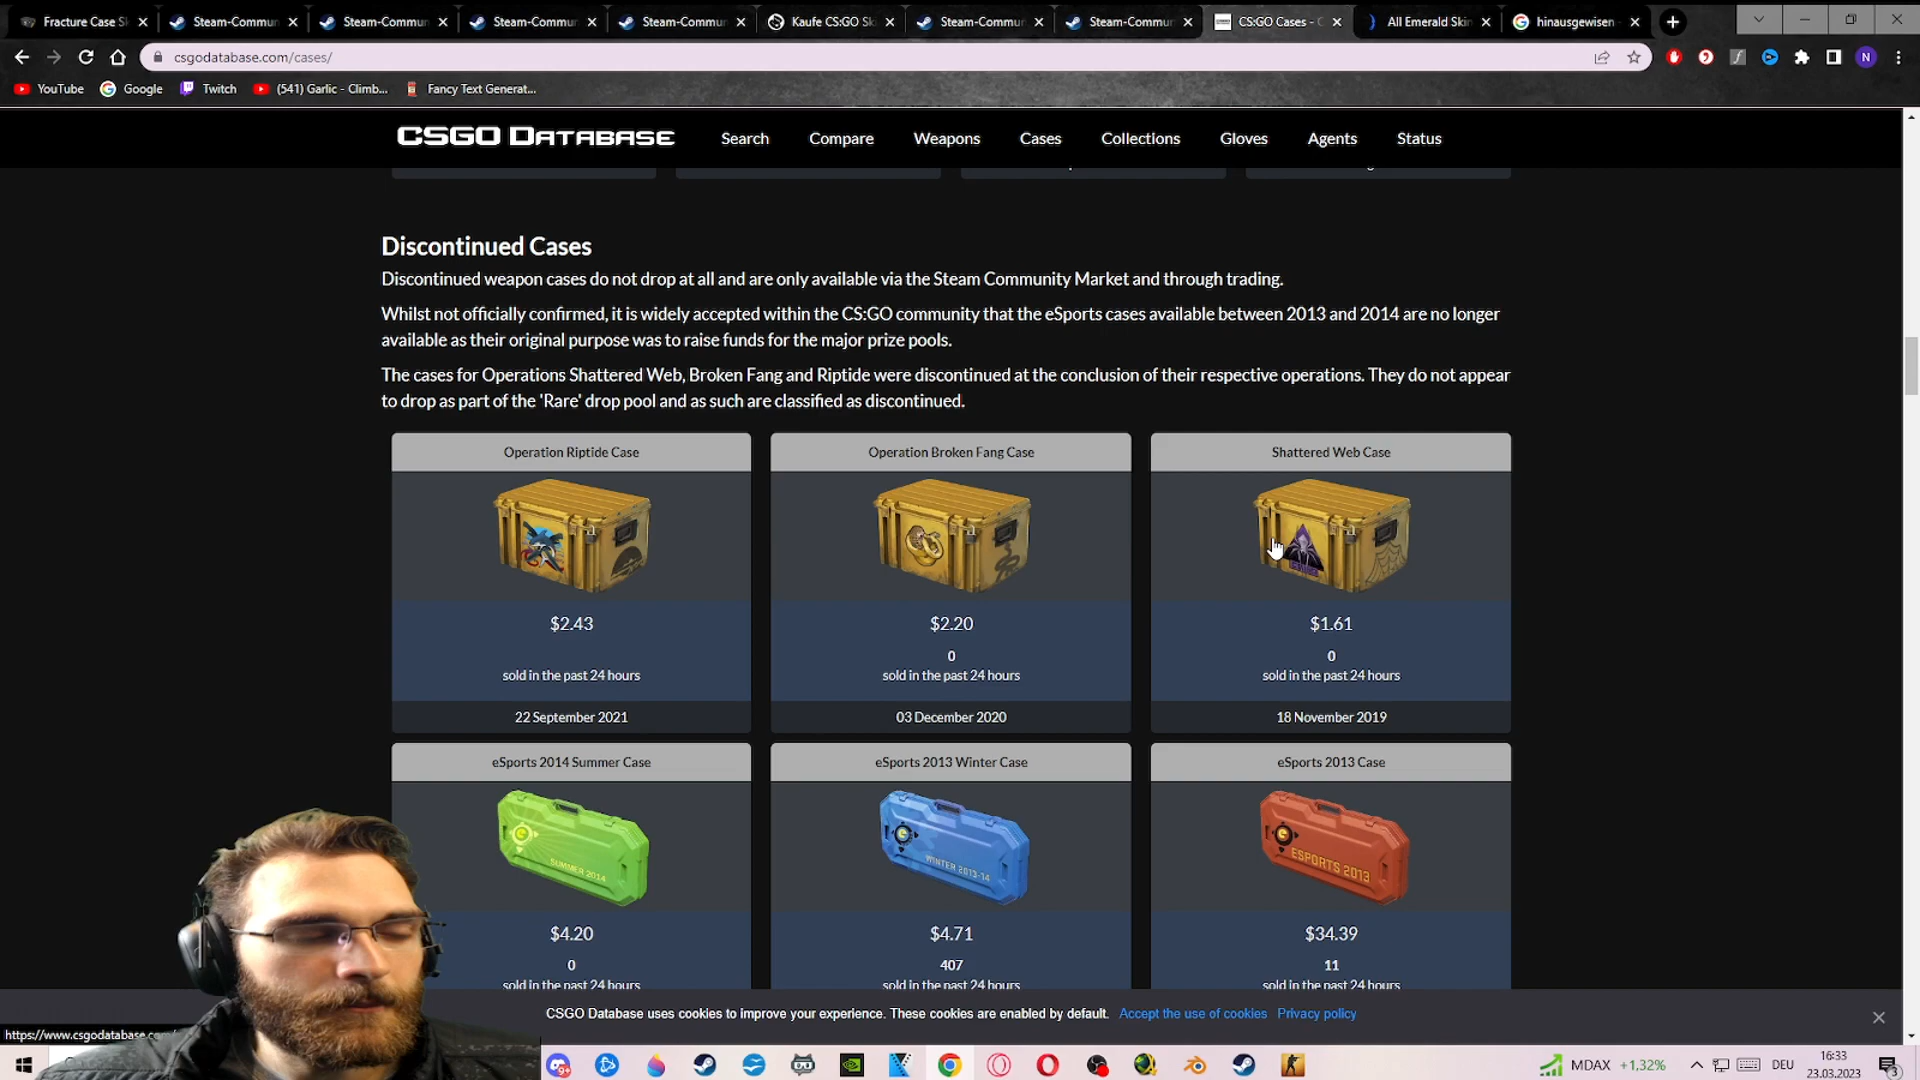 Fracture Case Sk
Steam-Commun
Steam-Commun
Steam-Commun
Steam-Commun
Kaufe CS:GO Ski
Steam-Commun
Steam-Commun
CS:GO Cases - C
All Emerald Skin
hinausgewisen -
csgodatabase.com/cases/
N
YouTube
Google
Twitch
(541) Garlic - Climb...
Fancy Text Generat...
CSGO DATABASE
Search
Compare
Weapons
Cases
Collections
Gloves
Agents
Status
Discontinued Cases
Discontinued weapon cases do not drop at all and are only available via the Steam Community Market and through trading.
Whilst not officially confirmed, it is widely accepted within the CS:GO community that the eSports cases available between 2013 and 2014 are no longer
available as their original purpose was to raise funds for the major prize pools.
The cases for Operations Shattered Web, Broken Fang and Riptide were discontinued at the conclusion of their respective operations. They do not appear
to drop as part of the 'Rare' drop pool and as such are classified as discontinued.
Operation Riptide Case
Operation Broken Fang Case
Shattered Web Case
$2.43
$2.20
$1.61
0
0
sold in the past 24 hours
sold in the past 24 hours
sold in the past 24 hours
22 September 2021
03 December 2020
18 November 2019
eSports 2014 Summer Case
eSports 2013 Winter Case
eSports 2013 Case
SUMMER 2014
WINTER 2013-14
ESPORTS 2013
$4.20
$4.71
$34.39
0
407
11
sold in the past 24 hours
sold in the past 24 hours
sold in the past 24 hours
CSGO Database uses cookies to improve your experience. These cookies are enabled by default. Accept the use of cookies Privacy policy
https://www.csgodatabase.com/
9+
MDAX +1,32%
DEU
16:33
23.03.2023
3